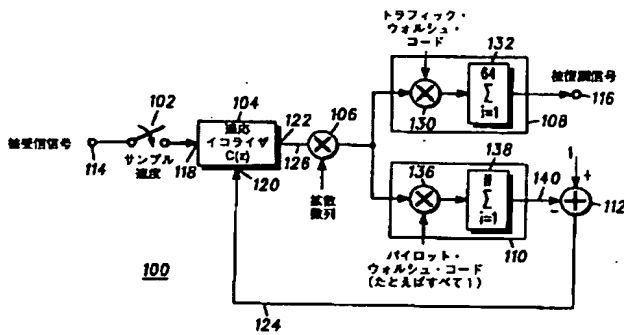 トラフィック・
ウォルシュ・
コード
132
64
Σ
i=1
被復調信号
116
130
108
102
104
適応
イコライザ
C(z)
122
106
被受信信号
114
サンプル
速度
118
120
126
拡散
数列
136
138
Σ
i=1
140
1
+
−
112
110
パイロット・
ウォルシュ・コード
(たとえばすべて1)
100
124